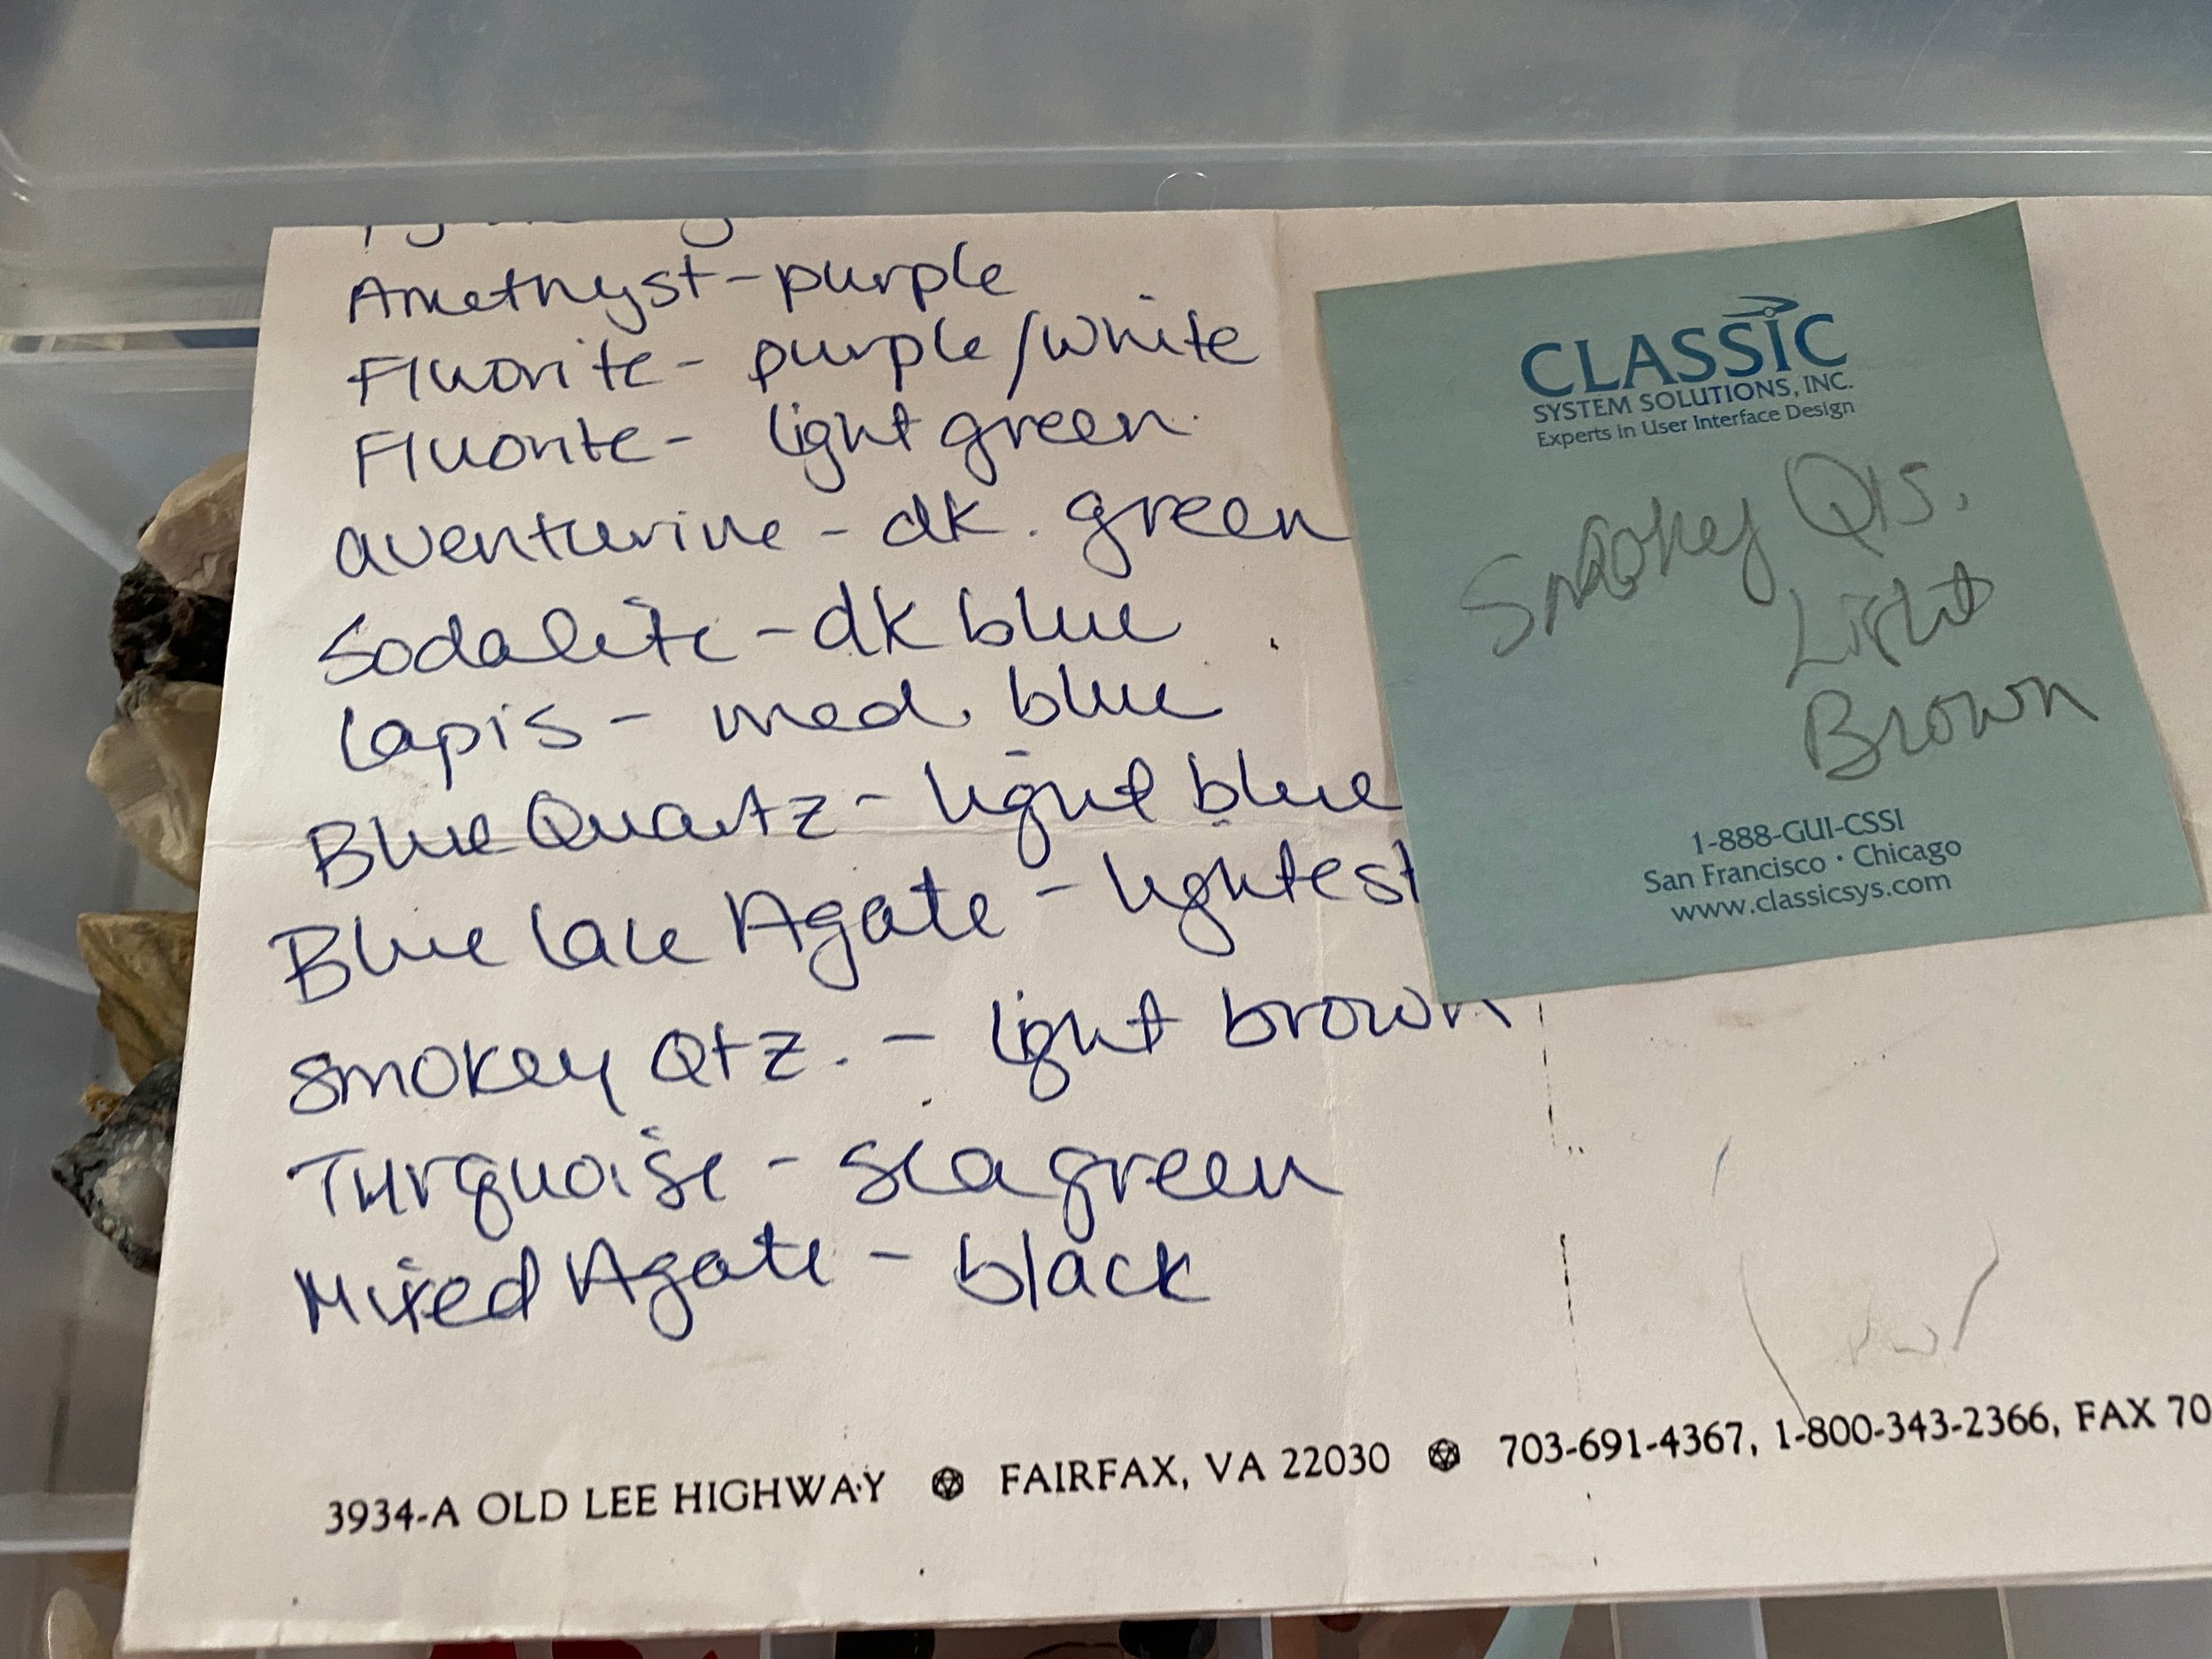 Amethyst - purple
Fluorite - purple/white
Fluorite - light green.
aventurine - dk. green
Sodalite - dk blue
Lapis - med. blue
Blue Quartz - light blue
Blue Lace Agate - lightest
Smokey Qtz. - light brown
Turquoise - sea green
Mixed Agate - black
3934-A OLD LEE HIGHWAY FAIRFAX, VA 22030 703-691-4367, 1-800-343-2366, FAX 70
CLASSIC
SYSTEM SOLUTIONS, INC.
Experts in User Interface Design
Smokey Qts.
Light
Brown
1-888-GUI-CSSI
San Francisco · Chicago
www.classicsys.com